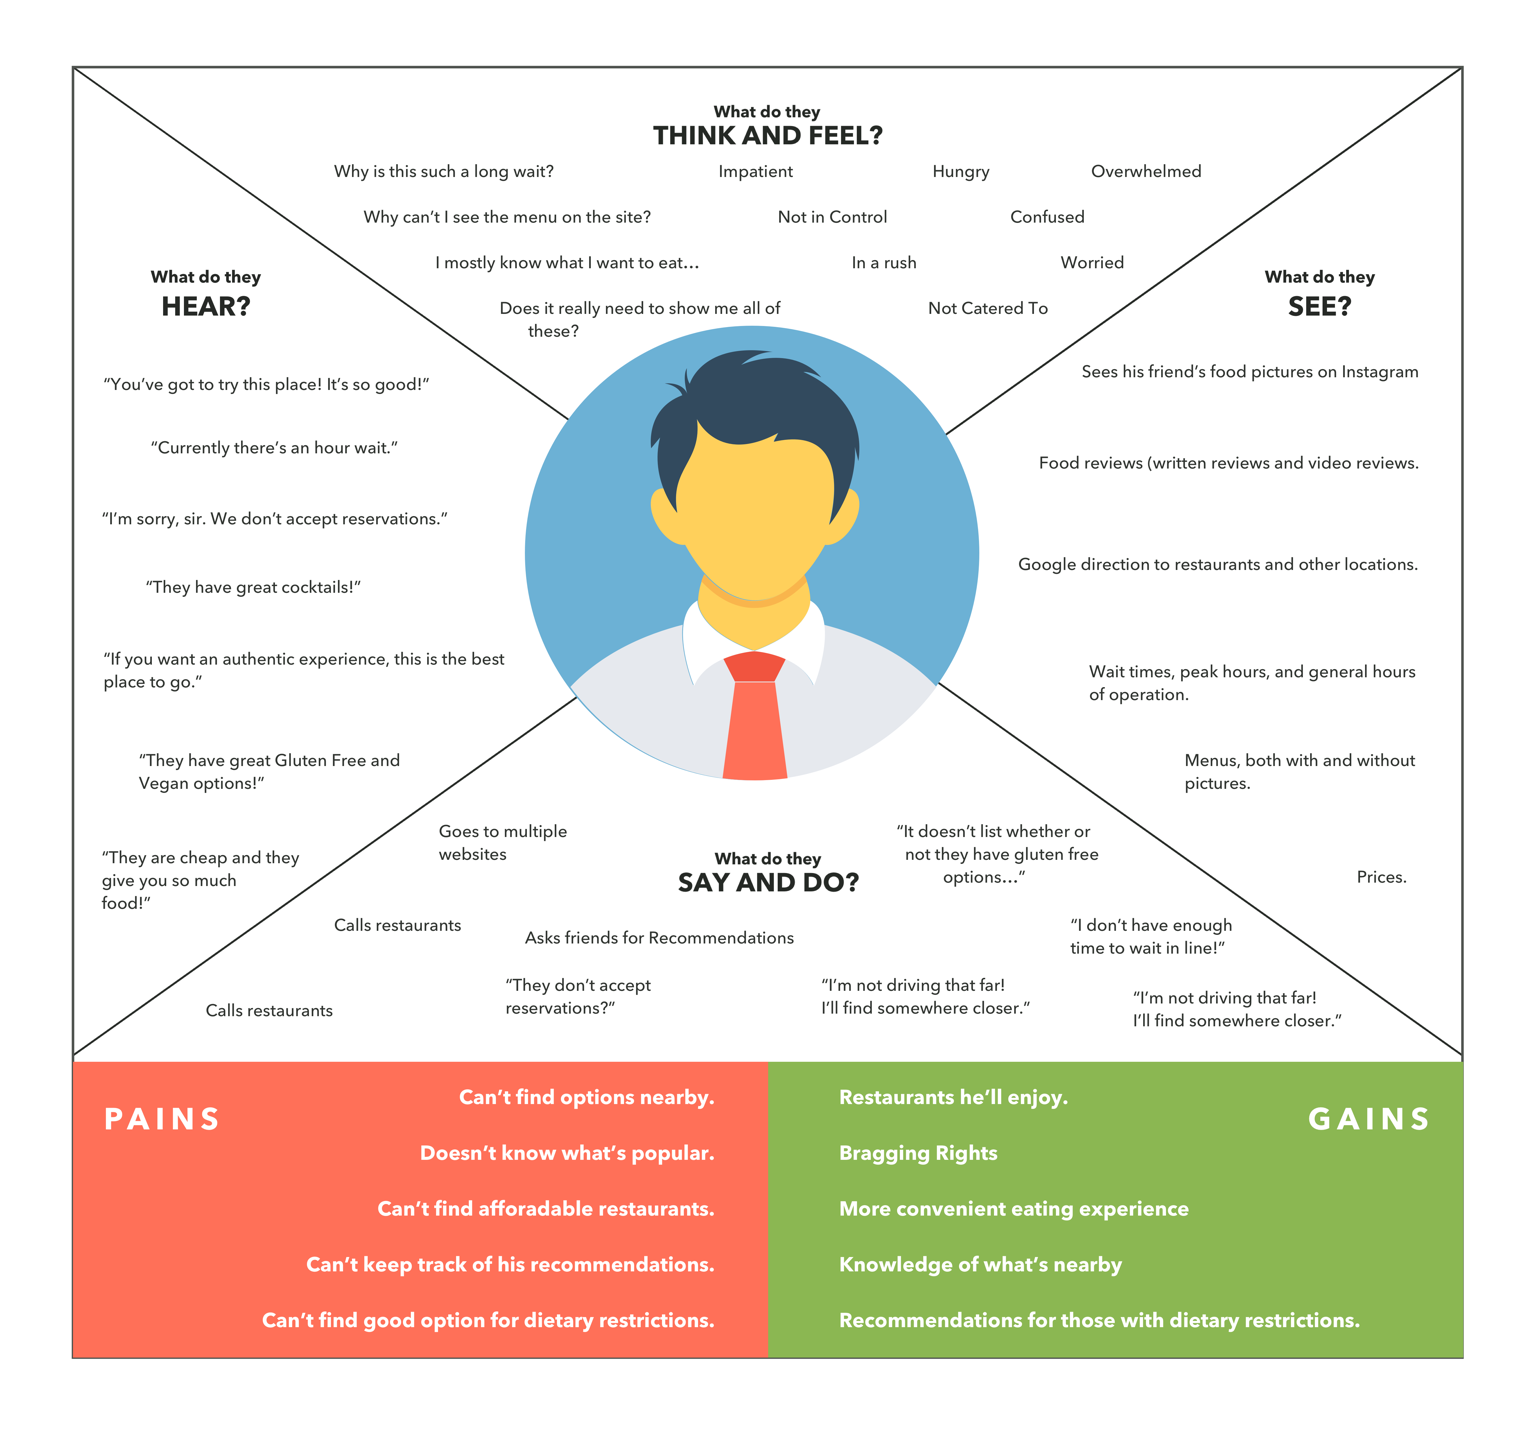 What do they
THINK AND FEEL?
Why is this such a long wait?
Impatient
Hungry
Overwhelmed
Why can’t I see the menu on the site?
Not in Control
Confused
I mostly know what I want to eat…
In a rush
Worried
Does it really need to show me all of
these?
Not Catered To
What do they
HEAR?
“You’ve got to try this place! It’s so good!”
“Currently there’s an hour wait.”
“I’m sorry, sir. We don’t accept reservations.”
“They have great cocktails!”
“If you want an authentic experience, this is the best
place to go.”
“They have great Gluten Free and
Vegan options!”
“They are cheap and they
give you so much
food!”
What do they
SEE?
Sees his friend’s food pictures on Instagram
Food reviews (written reviews and video reviews.
Google direction to restaurants and other locations.
Wait times, peak hours, and general hours
of operation.
Menus, both with and without
pictures.
Prices.
What do they
SAY AND DO?
Goes to multiple
websites
“It doesn’t list whether or
not they have gluten free
options…”
Calls restaurants
Asks friends for Recommendations
“I don’t have enough
time to wait in line!”
Calls restaurants
“They don’t accept
reservations?”
“I’m not driving that far!
I’ll find somewhere closer.”
“I’m not driving that far!
I’ll find somewhere closer.”
PAINS
Can’t find options nearby.
Doesn’t know what’s popular.
Can’t find afforadable restaurants.
Can’t keep track of his recommendations.
Can’t find good option for dietary restrictions.
GAINS
Restaurants he’ll enjoy.
Bragging Rights
More convenient eating experience
Knowledge of what’s nearby
Recommendations for those with dietary restrictions.